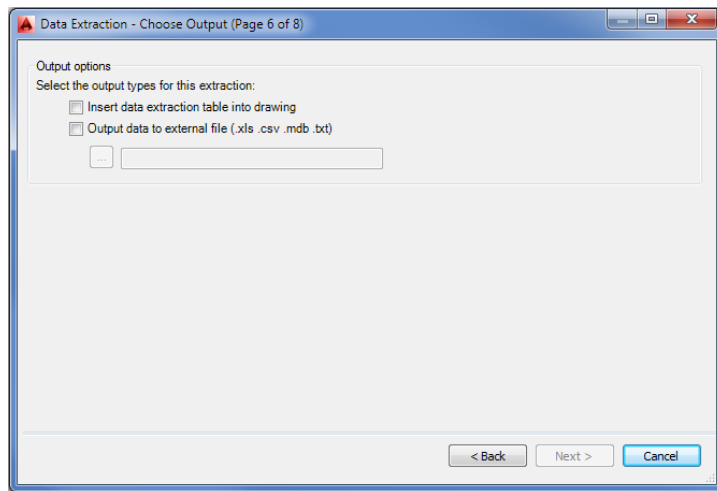 Data Extraction - Choose Output (Page 6 of 8)
Output options
Select the output types for this extraction:
Insert data extraction table into drawing
Output data to external file (.xls .csv .mdb .txt)
...
< Back Next > Cancel